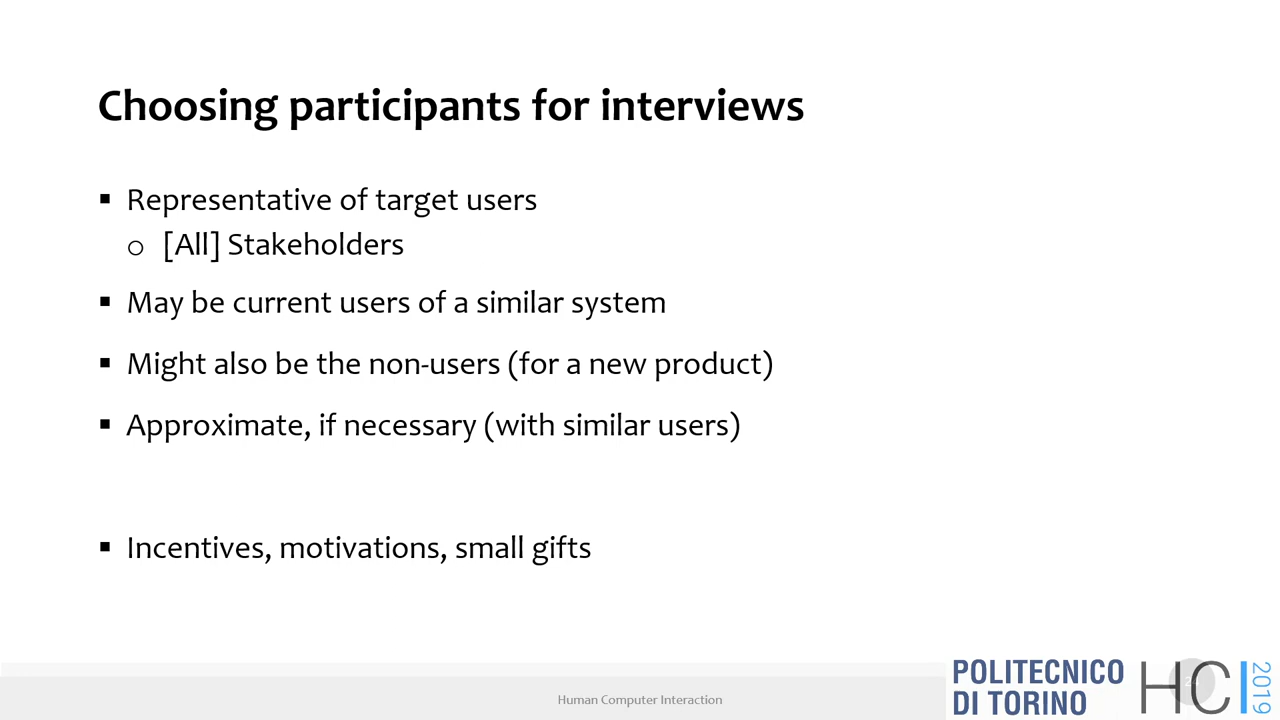 Choosing participants for interviews
▪ Representative of target users
o [All] Stakeholders
▪ May be current users of a similar system
▪ Might also be the non-users (for a new product)
▪ Approximate, if necessary (with similar users)
▪ Incentives, motivations, small gifts
Human Computer Interaction
POLITECNICO
DI TORINO
HCI
2019